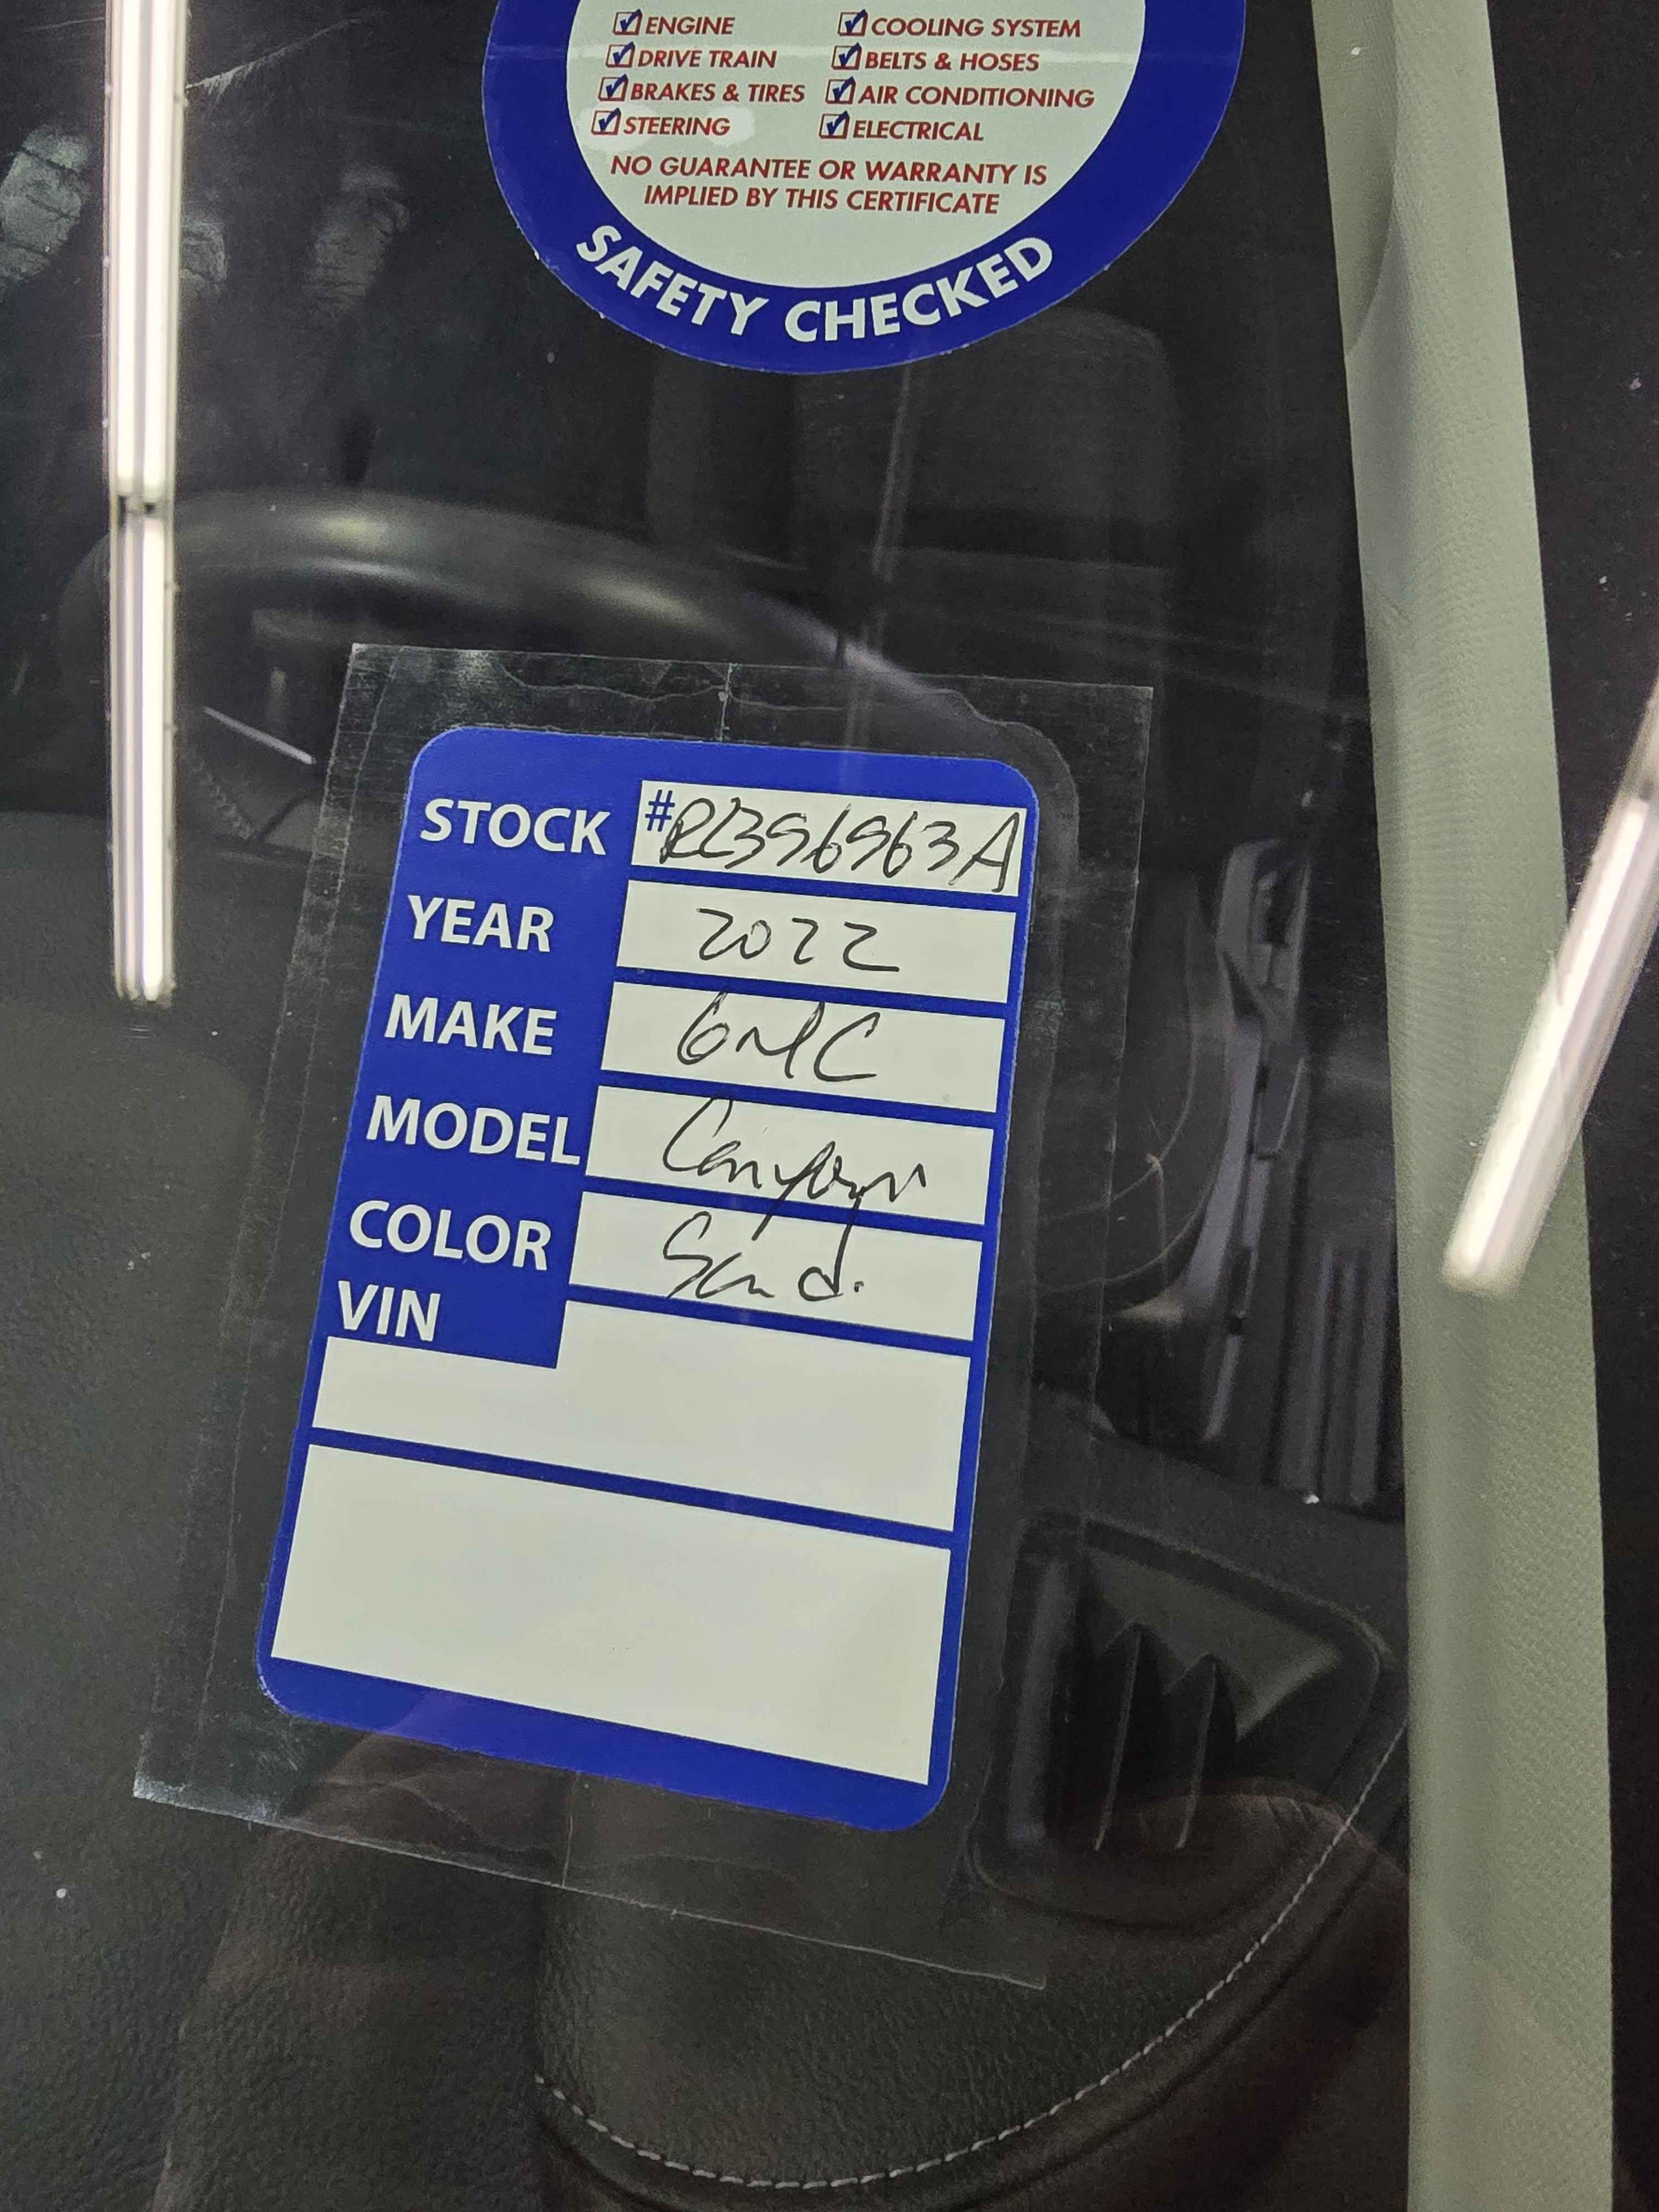 ENGINE COOLING SYSTEM
DRIVE TRAIN BELTS & HOSES
BRAKES & TIRES AIR CONDITIONING
STEERING ELECTRICAL
NO GUARANTEE OR WARRANTY IS
IMPLIED BY THIS CERTIFICATE
SAFETY CHECKED
STOCK #
YEAR 2022
MAKE GMC
MODEL Canyon
COLOR Sand.
VIN